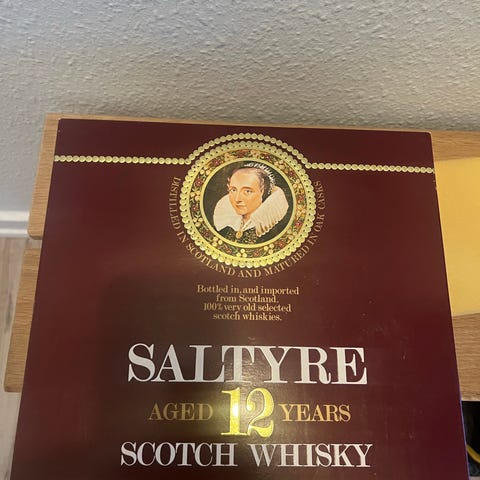 DISTILLED IN SCOTLAND AND MATURED IN OAK CASKS
Bottled in, and imported
from Scotland.
100% very old selected
scotch whiskies.
SALTYRE
AGED 12 YEARS
SCOTCH WHISKY